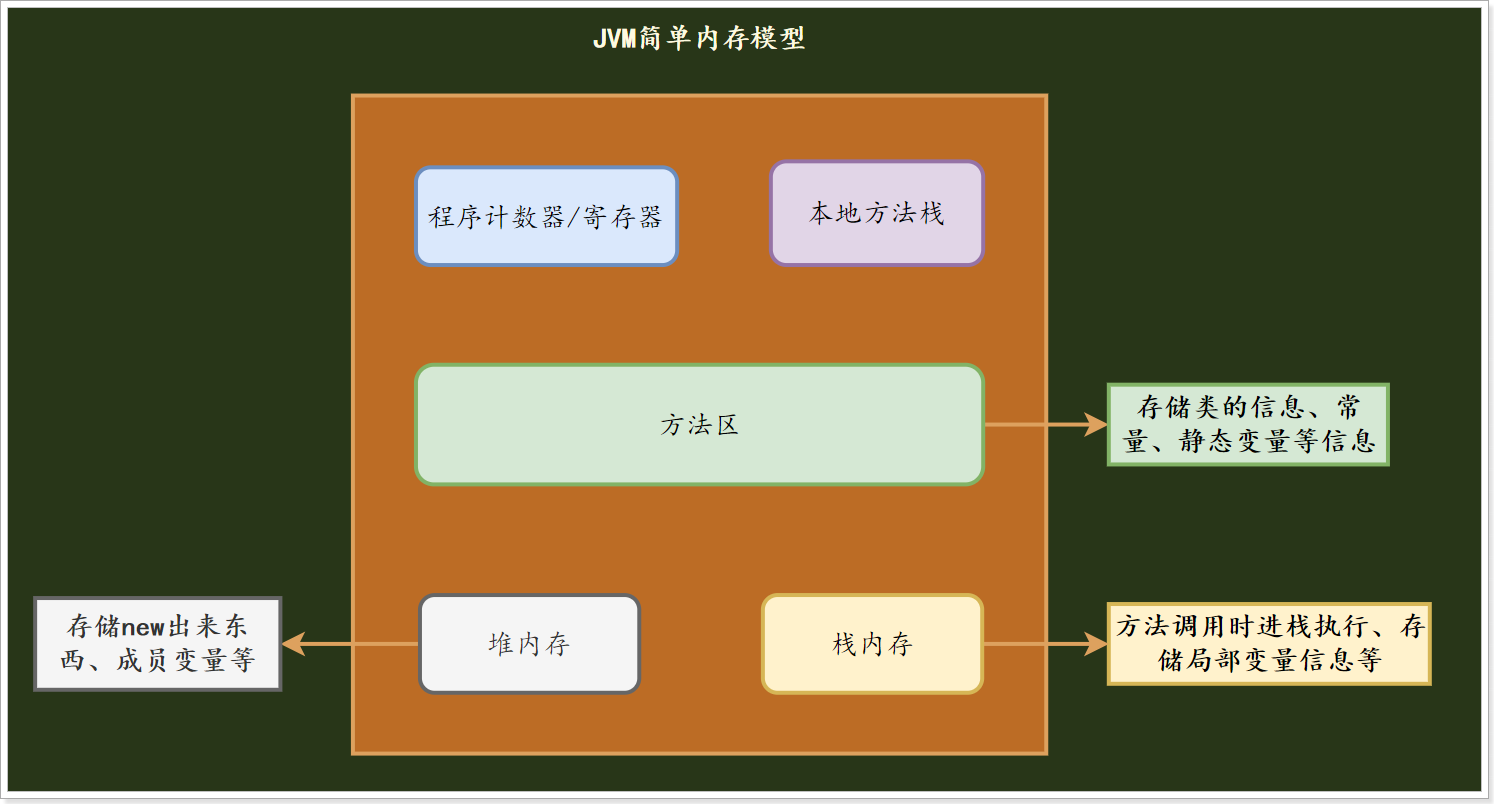 JVM简单内存模型
程序计数器/寄存器
本地方法栈
方法区
存储类的信息、常
量、静态变量等信息
存储new出来东
西、成员变量等
堆内存
栈内存
方法调用时进栈执行、存
储局部变量信息等